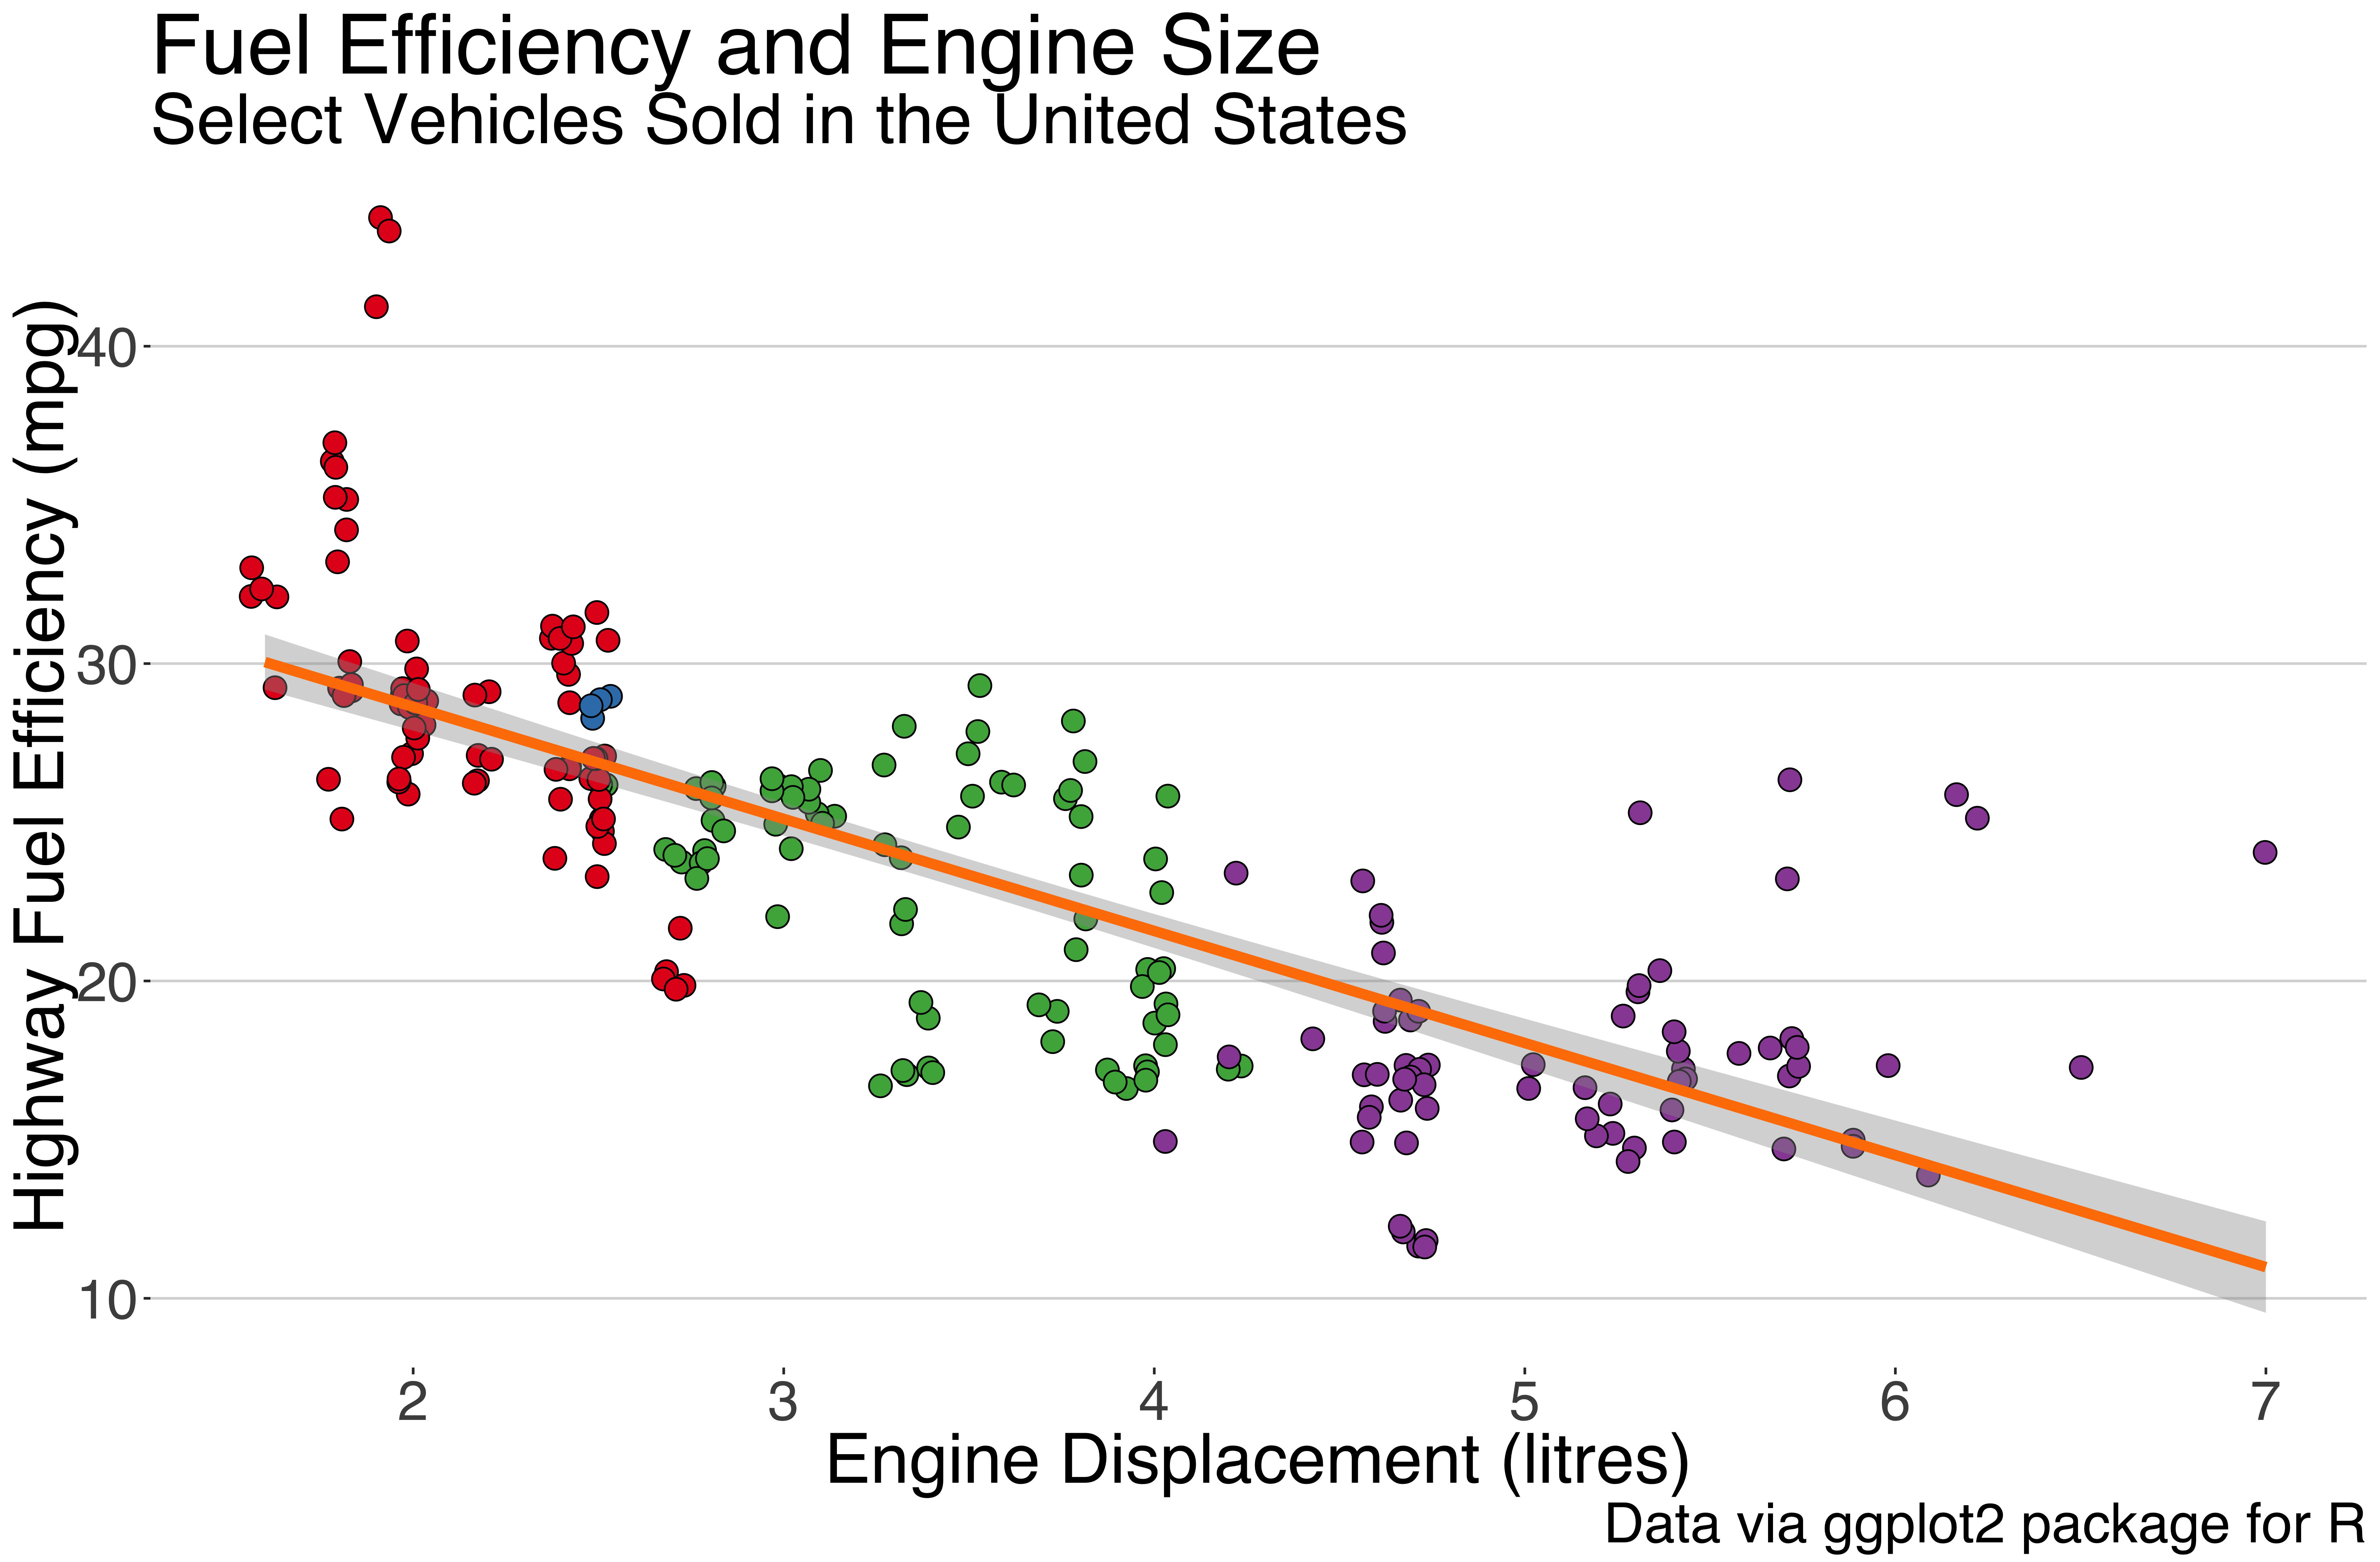 Fuel Efficiency and Engine Size
Select Vehicles Sold in the United States
Highway Fuel Efficiency (mpg)
40
30
20
10
2 3 4 5 6 7
Engine Displacement (litres)
Data via ggplot2 package for R